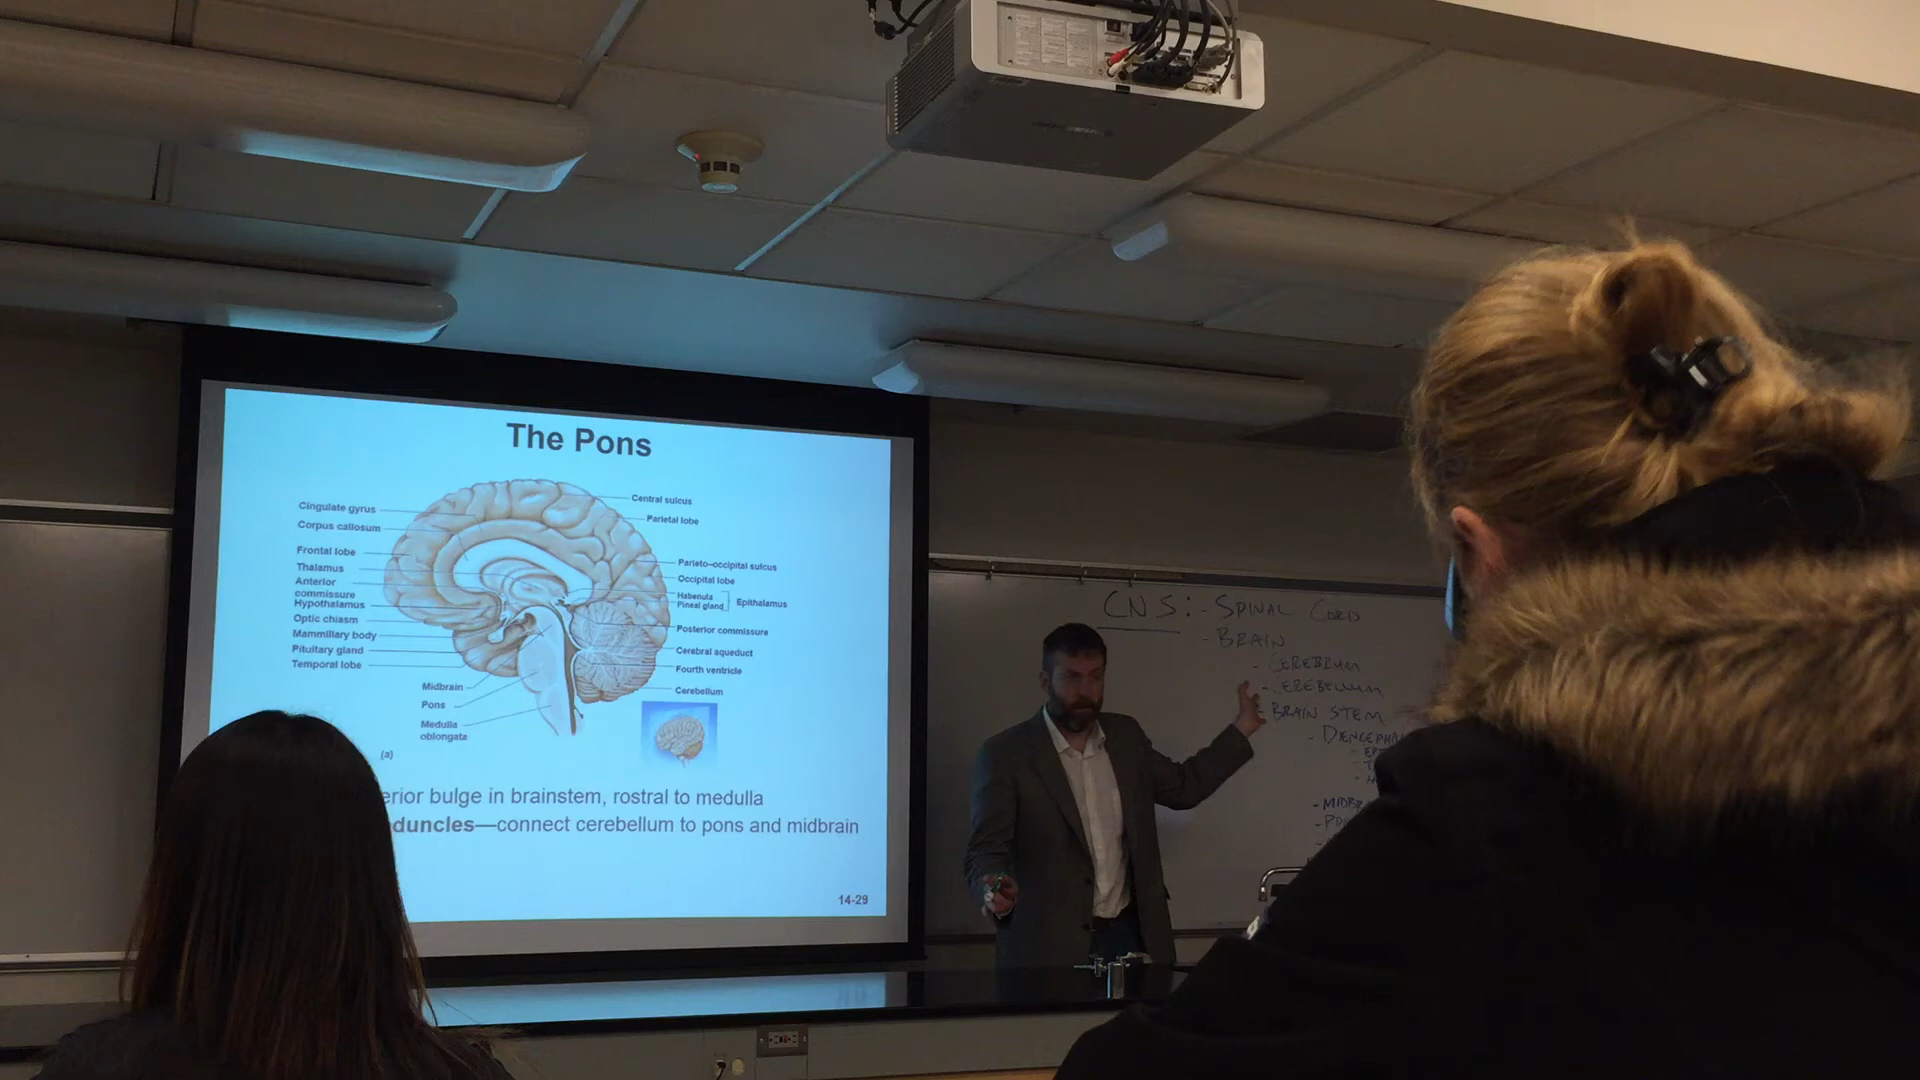 The Pons
Cingulate gyrus
Corpus callosum
Frontal lobe
Thalamus
Anterior
commissure
Hypothalamus
Optic chiasm
Mammillary body
Pituitary gland
Temporal lobe
Midbrain
Pons
Medulla
oblongata
(a)
Central sulcus
Parietal lobe
Parieto–occipital sulcus
Occipital lobe
Habenula
Pineal gland
Epithalamus
Posterior commissure
Cerebral aqueduct
Fourth ventricle
Cerebellum
erior bulge in brainstem, rostral to medulla
duncles—connect cerebellum to pons and midbrain
14-29
CNS: - SPINAL CORD
- BRAIN
- CEREBRUM
- CEREBELLUM
- BRAIN STEM